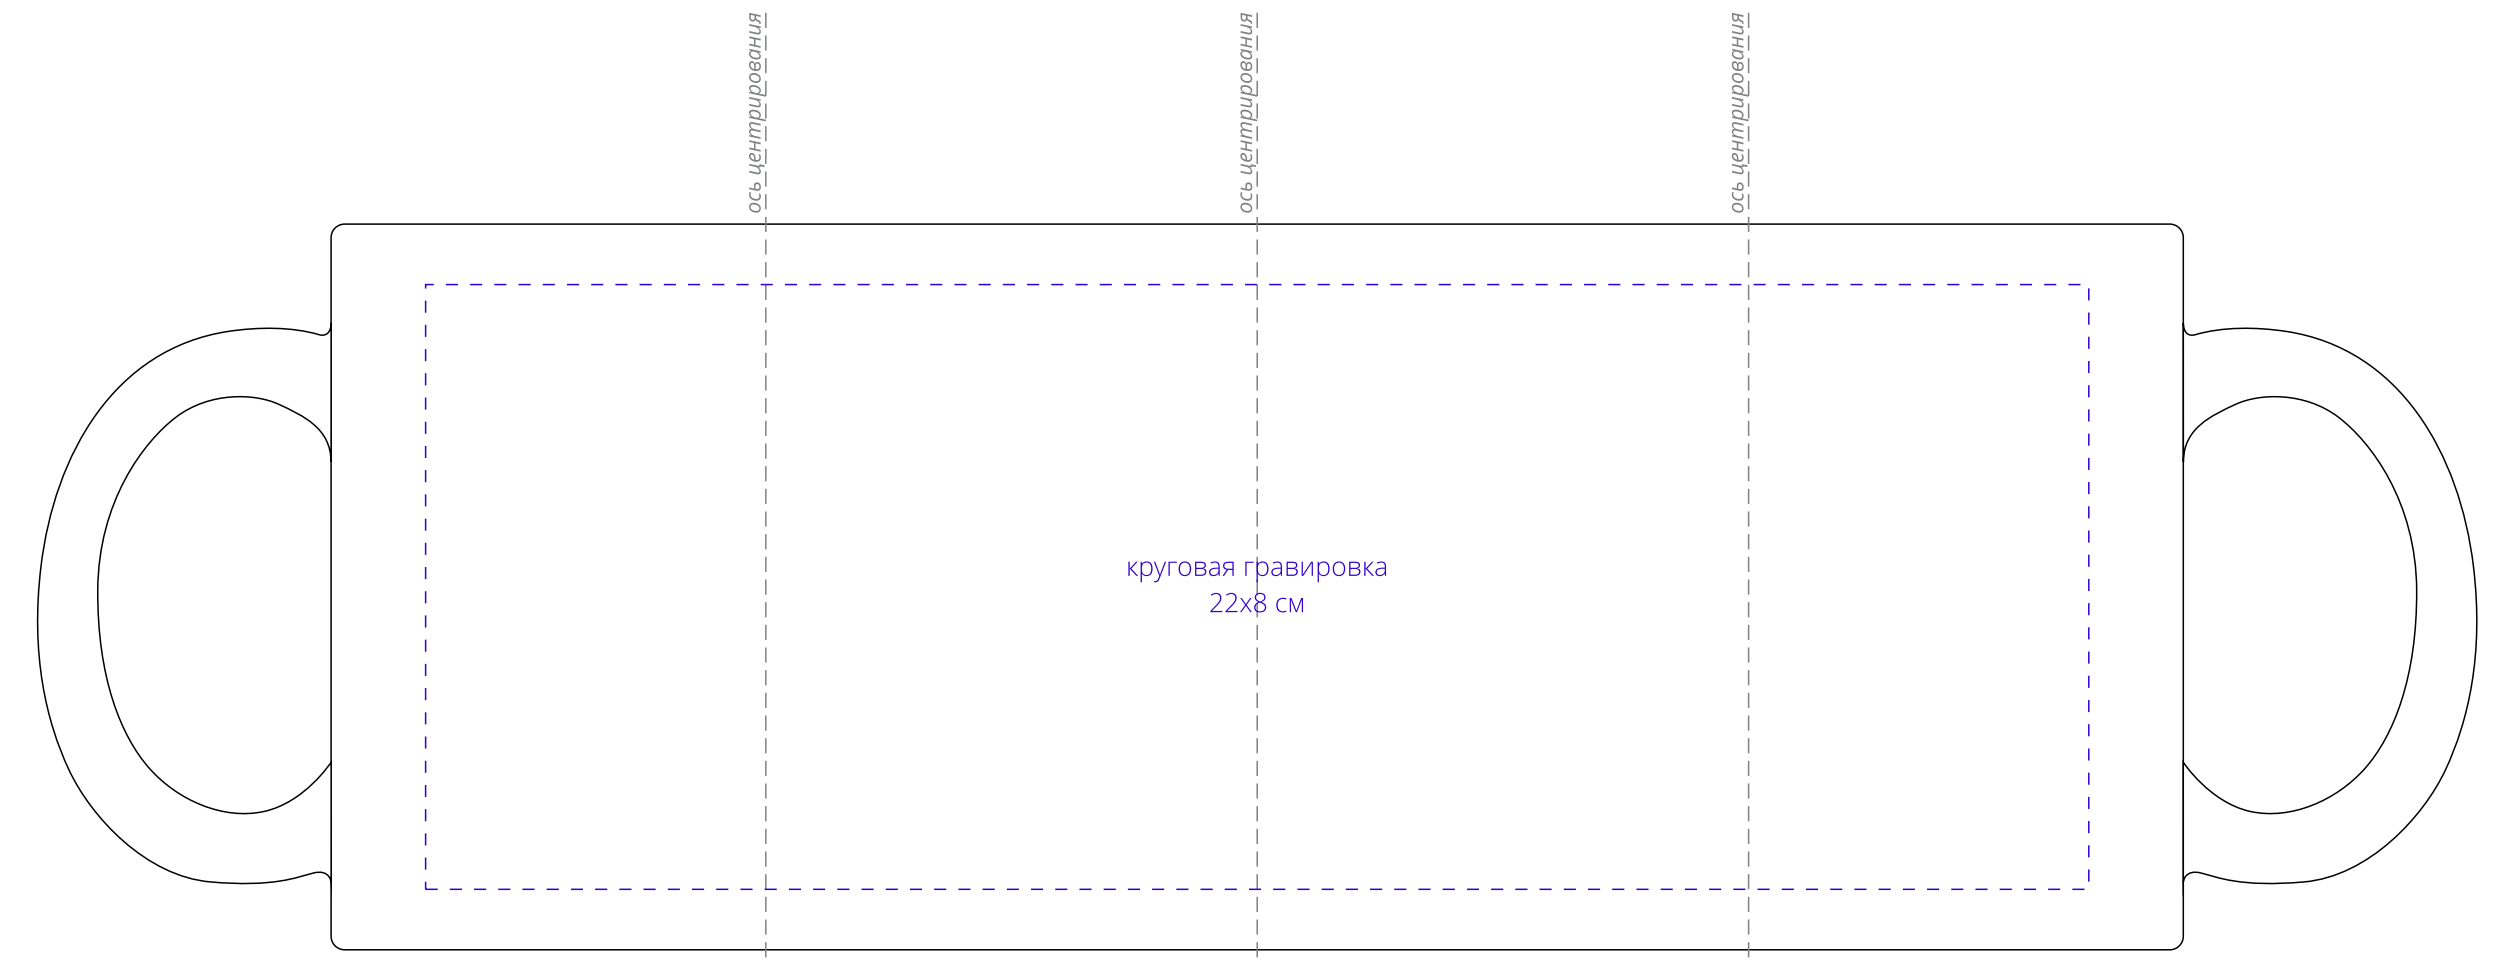 ось центрирования
ось центрирования
ось центрирования
круговая гравировка
22x8 см